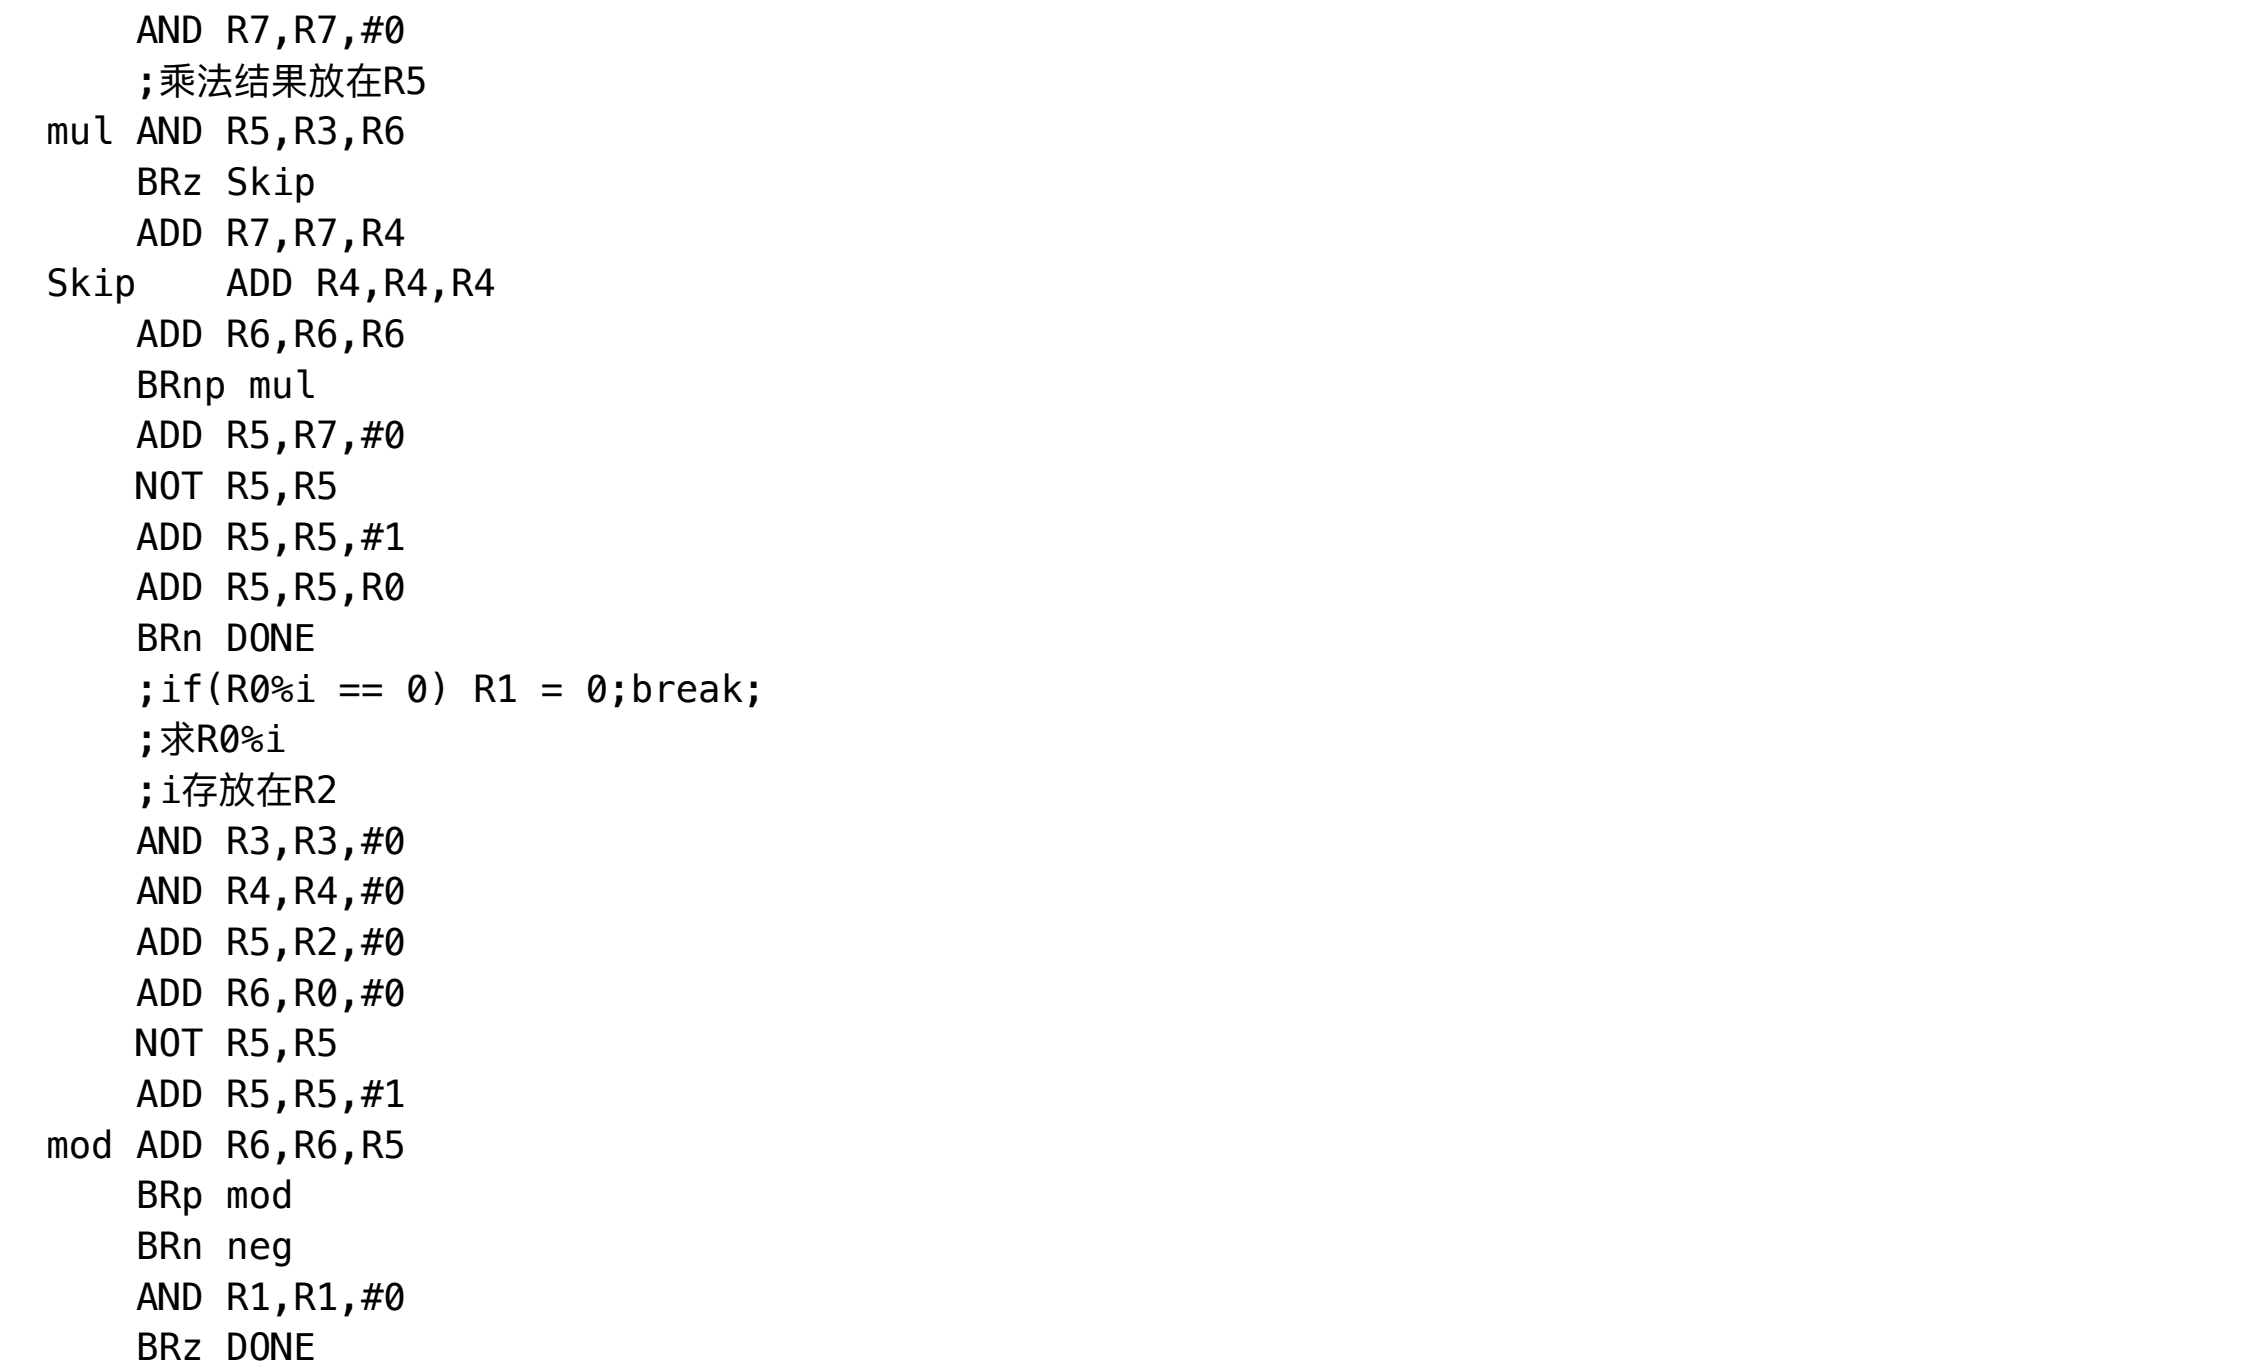 AND R7,R7,#0
;乘法结果放在R5
mul AND R5,R3,R6
BRz Skip
ADD R7,R7,R4
Skip    ADD R4,R4,R4
ADD R6,R6,R6
BRnp mul
ADD R5,R7,#0
NOT R5,R5
ADD R5,R5,#1
ADD R5,R5,R0
BRn DONE
;if(R0%i == 0) R1 = 0;break;
;求R0%i
;i存放在R2
AND R3,R3,#0
AND R4,R4,#0
ADD R5,R2,#0
ADD R6,R0,#0
NOT R5,R5
ADD R5,R5,#1
mod ADD R6,R6,R5
BRp mod
BRn neg
AND R1,R1,#0
BRz DONE